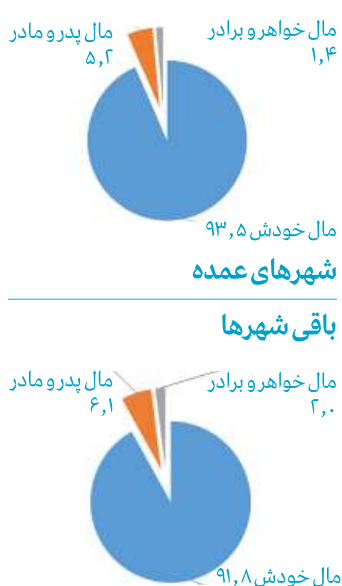 مال خواهر و برادر
۱,۴
مال پدر و مادر
۵,۲
مال خودش ۹۳,۵
شهرهای عمده
باقی شهرها
مال خواهر و برادر
۲,۰
مال پدر و مادر
۶,۱
مال خودش ۹۱,۸